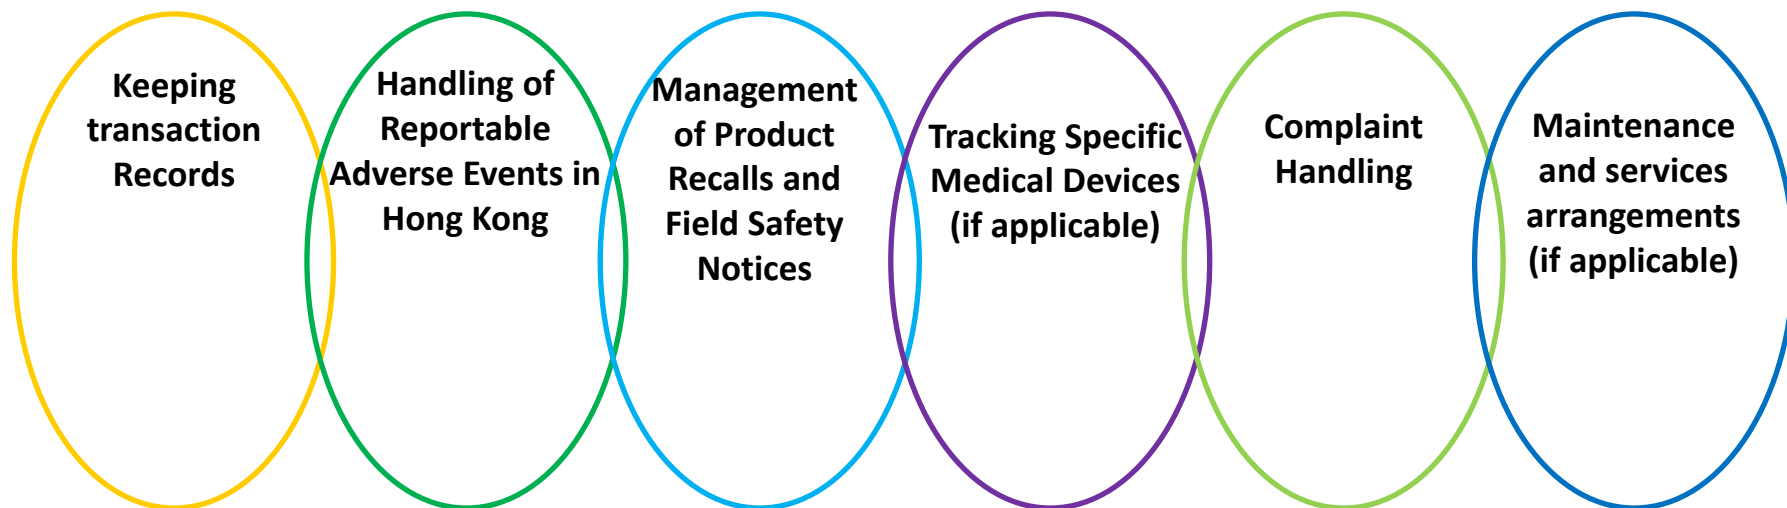 Keeping
transaction
Records
Handling of
Reportable
Adverse Events in
Hong Kong
Management
of Product
Recalls and
Field Safety
Notices
Tracking Specific
Medical Devices
(if applicable)
Complaint
Handling
Maintenance
and services
arrangements
(if applicable)